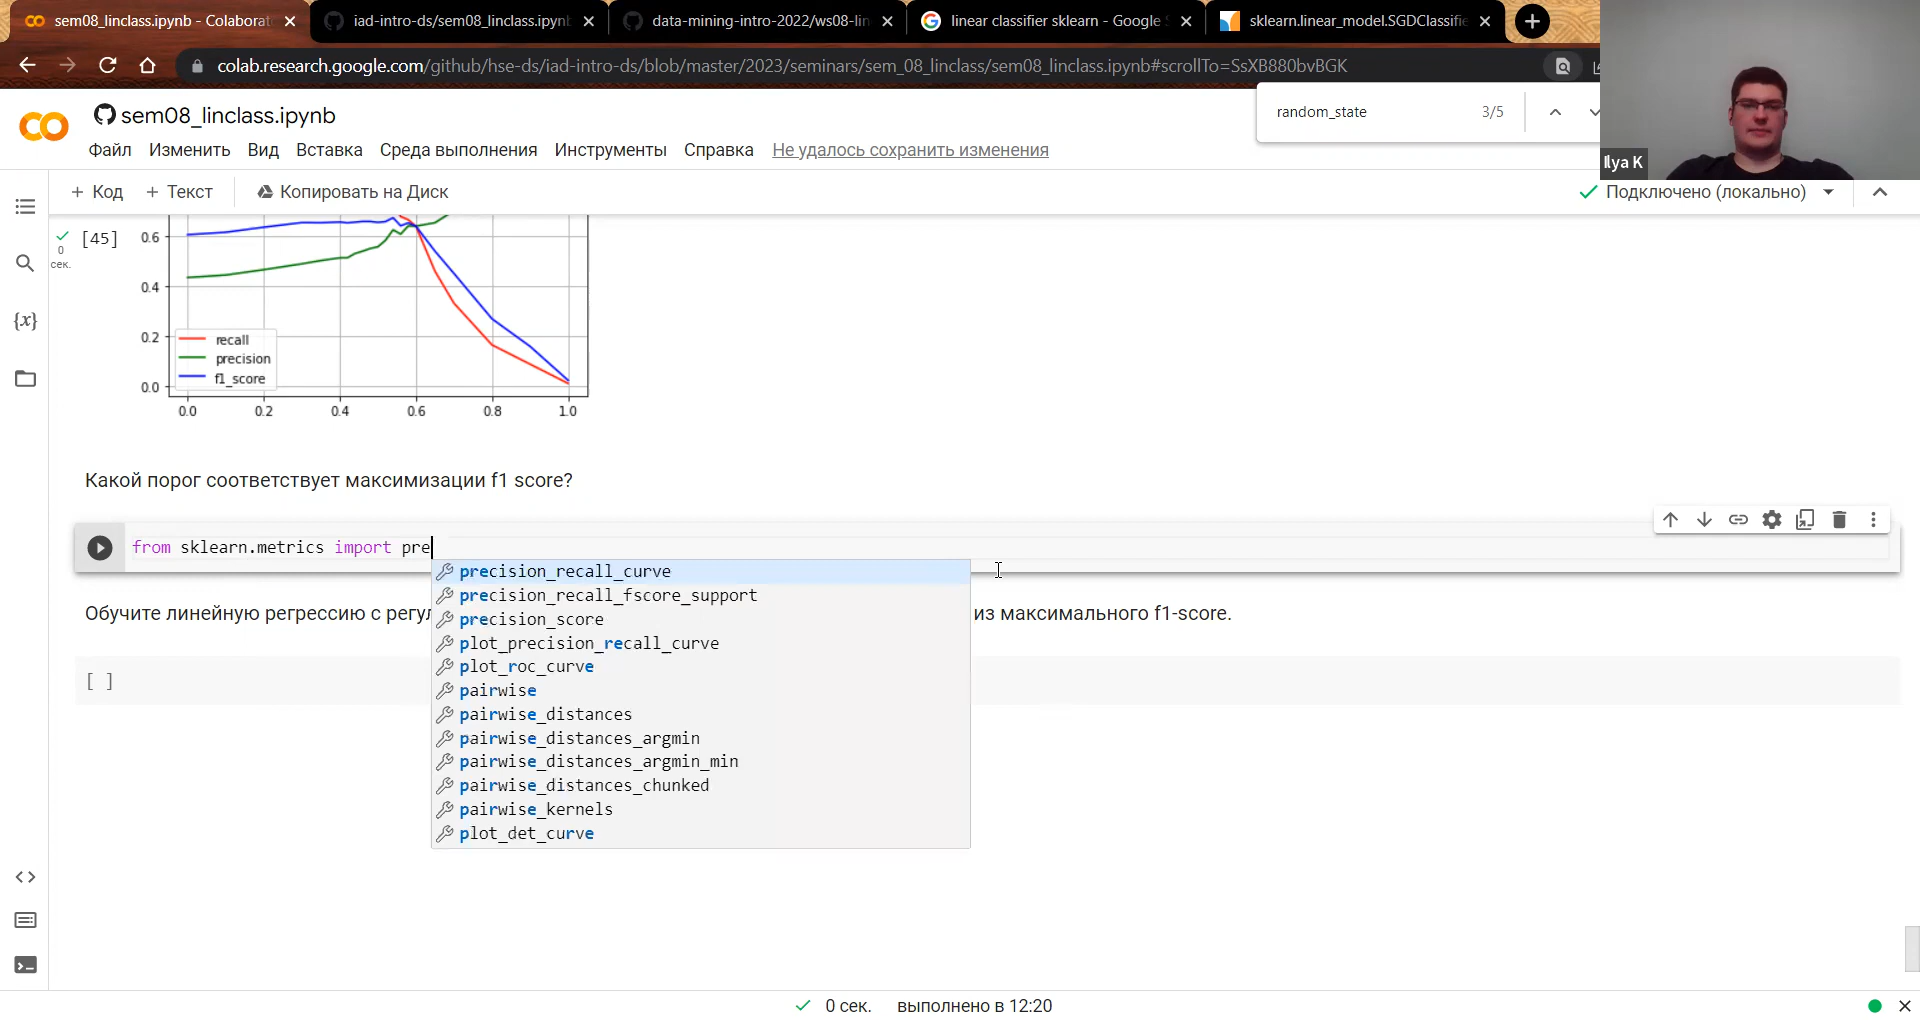 sem08_linclass.ipynb - Colaborat
iad-intro-ds/sem08_linclass.ipynb
data-mining-intro-2022/ws08-lin
linear classifier sklearn - Google
sklearn.linear_model.SGDClassifie
colab.research.google.com/github/hse-ds/iad-intro-ds/blob/master/2023/seminars/sem_08_linclass/sem08_linclass.ipynb#scrollTo=SsXB880bvBGK
random_state 3/5
sem08_linclass.ipynb
Файл Изменить Вид Вставка Среда выполнения Инструменты Справка Не удалось сохранить изменения
Ilya K
+ Код + Текст Копировать на Диск
Подключено (локально)
0
сек.
[45]
0.6
0.4
0.2
0.0
recall
precision
f1_score
0.0 0.2 0.4 0.6 0.8 1.0
Какой порог соответствует максимизации f1 score?
from sklearn.metrics import pre
precision_recall_curve
precision_recall_fscore_support
precision_score
plot_precision_recall_curve
plot_roc_curve
pairwise
pairwise_distances
pairwise_distances_argmin
pairwise_distances_argmin_min
pairwise_distances_chunked
pairwise_kernels
plot_det_curve
Обучите линейную регрессию с регул из максимального f1-score.
[ ]
{x}
0 сек. выполнено в 12:20